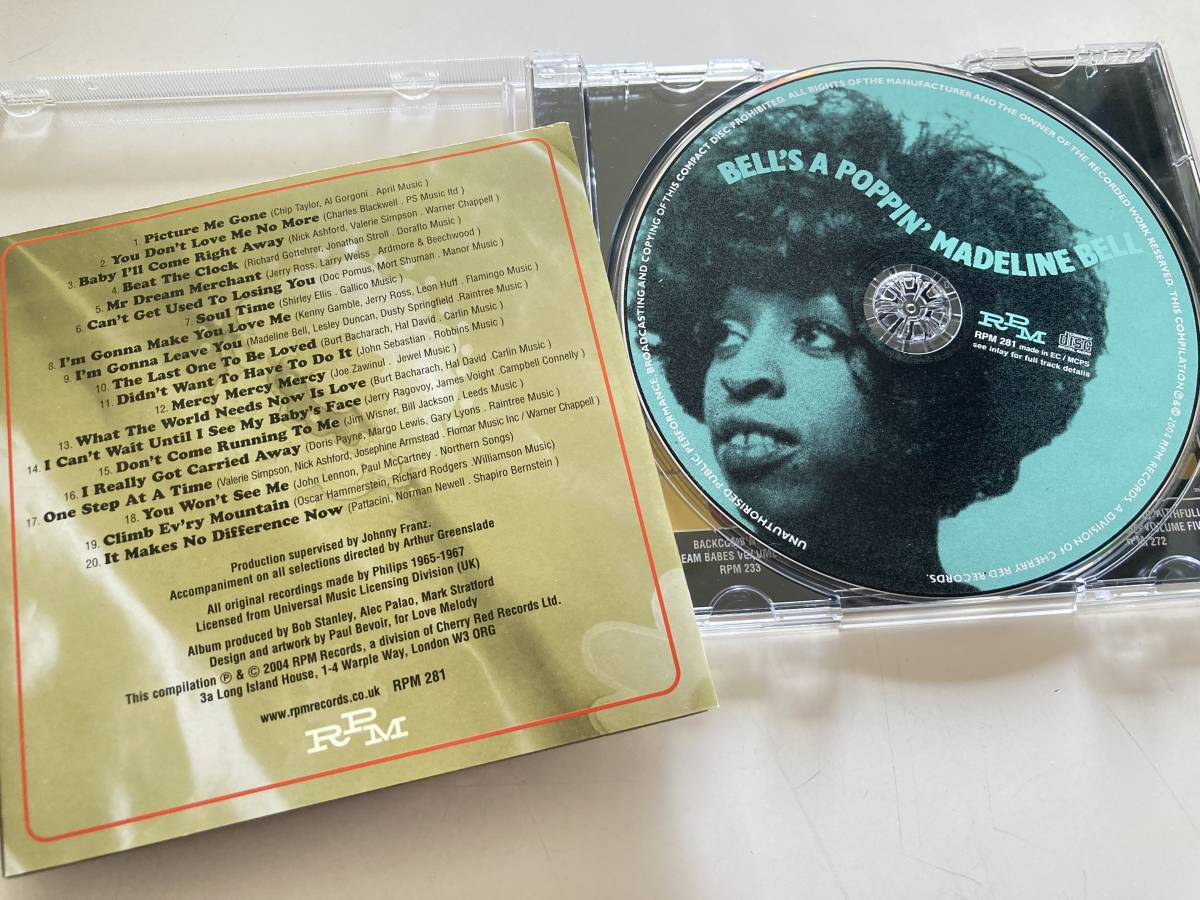 1. Picture Me Gone (Chip Taylor, Al Gorgoni . April Music )
2. You Don't Love Me No More (Charles Blackwell . PS Music ltd )
3. Baby I'll Come Right Away (Nick Ashford, Valerie Simpson . Warner Chappell )
4. Beat The Clock (Richard Gottehrer, Jonathan Stroll . Doraflo Music )
5. Mr Dream Merchant (Jerry Ross, Larry Weiss . Ardmore & Beechwood )
6. Can't Get Used To Losing You (Doc Pomus, Mort Shuman . Manor Music )
7. Soul Time (Shirley Ellis . Gallico Music )
8. I'm Gonna Make You Love Me (Kenny Gamble, Jerry Ross, Leon Huff . Flamingo Music )
9. I'm Gonna Leave You (Madeline Bell, Lesley Duncan, Dusty Springfield .Raintree Music )
10. The Last One To Be Loved (Burt Bacharach, Hal David . Carlin Music )
11. Didn't Want To Have To Do It (John Sebastian . Robbins Music )
12. Mercy Mercy Mercy (Joe Zawinul . Jewel Music )
13. What The World Needs Now Is Love (Burt Bacharach, Hal David .Carlin Music )
14. I Can't Wait Until I See My Baby's Face (Jerry Ragovoy, James Voight .Campbell Connelly )
15. Don't Come Running To Me (Jim Wisner, Bill Jackson . Leeds Music )
16. I Really Got Carried Away (Doris Payne, Margo Lewis, Gary Lyons . Raintree Music )
17. One Step At A Time (Valerie Simpson, Nick Ashford, Josephine Armstead . Flomar Music Inc / Warner Chappell )
18. You Won't See Me (John Lennon, Paul McCartney . Northern Songs)
19. Climb Ev'ry Mountain (Oscar Hammerstein, Richard Rodgers .Williamson Music)
20. It Makes No Difference Now (Pattacini, Norman Newell . Shapiro Bernstein )
Production supervised by Johnny Franz.
Accompaniment on all selections directed by Arthur Greenslade
All original recordings made by Philips 1965-1967
Licensed from Universal Music Licensing Division (UK)
Album produced by Bob Stanley, Alec Palao, Mark Stratford
Design and artwork by Paul Bevoir, for Love Melody
This compilation ℗ & © 2004 RPM Records, a division of Cherry Red Records Ltd.
3a Long Island House, 1-4 Warple Way, London W3 ORG
www.rpmrecords.co.uk RPM 281
RPM
BELL'S A POPPIN' MADELINE BELL
RPM
COMPACT disc
RPM 281 made in EC / MCPS
see inlay for full track details
UNAUTHORISED PUBLIC PERFORMANCE, BROADCASTING AND COPYING OF THIS COMPACT DISC PROHIBITED. ALL RIGHTS OF THE MANUFACTURER AND THE OWNER OF THE RECORDED WORK RESERVED. THIS COMPILATION ℗ & © 2004 RPM RECORDS, A DIVISION OF CHERRY RED RECORDS.
BABES VOLUME
RPM 233
VOLUME
RPM 272